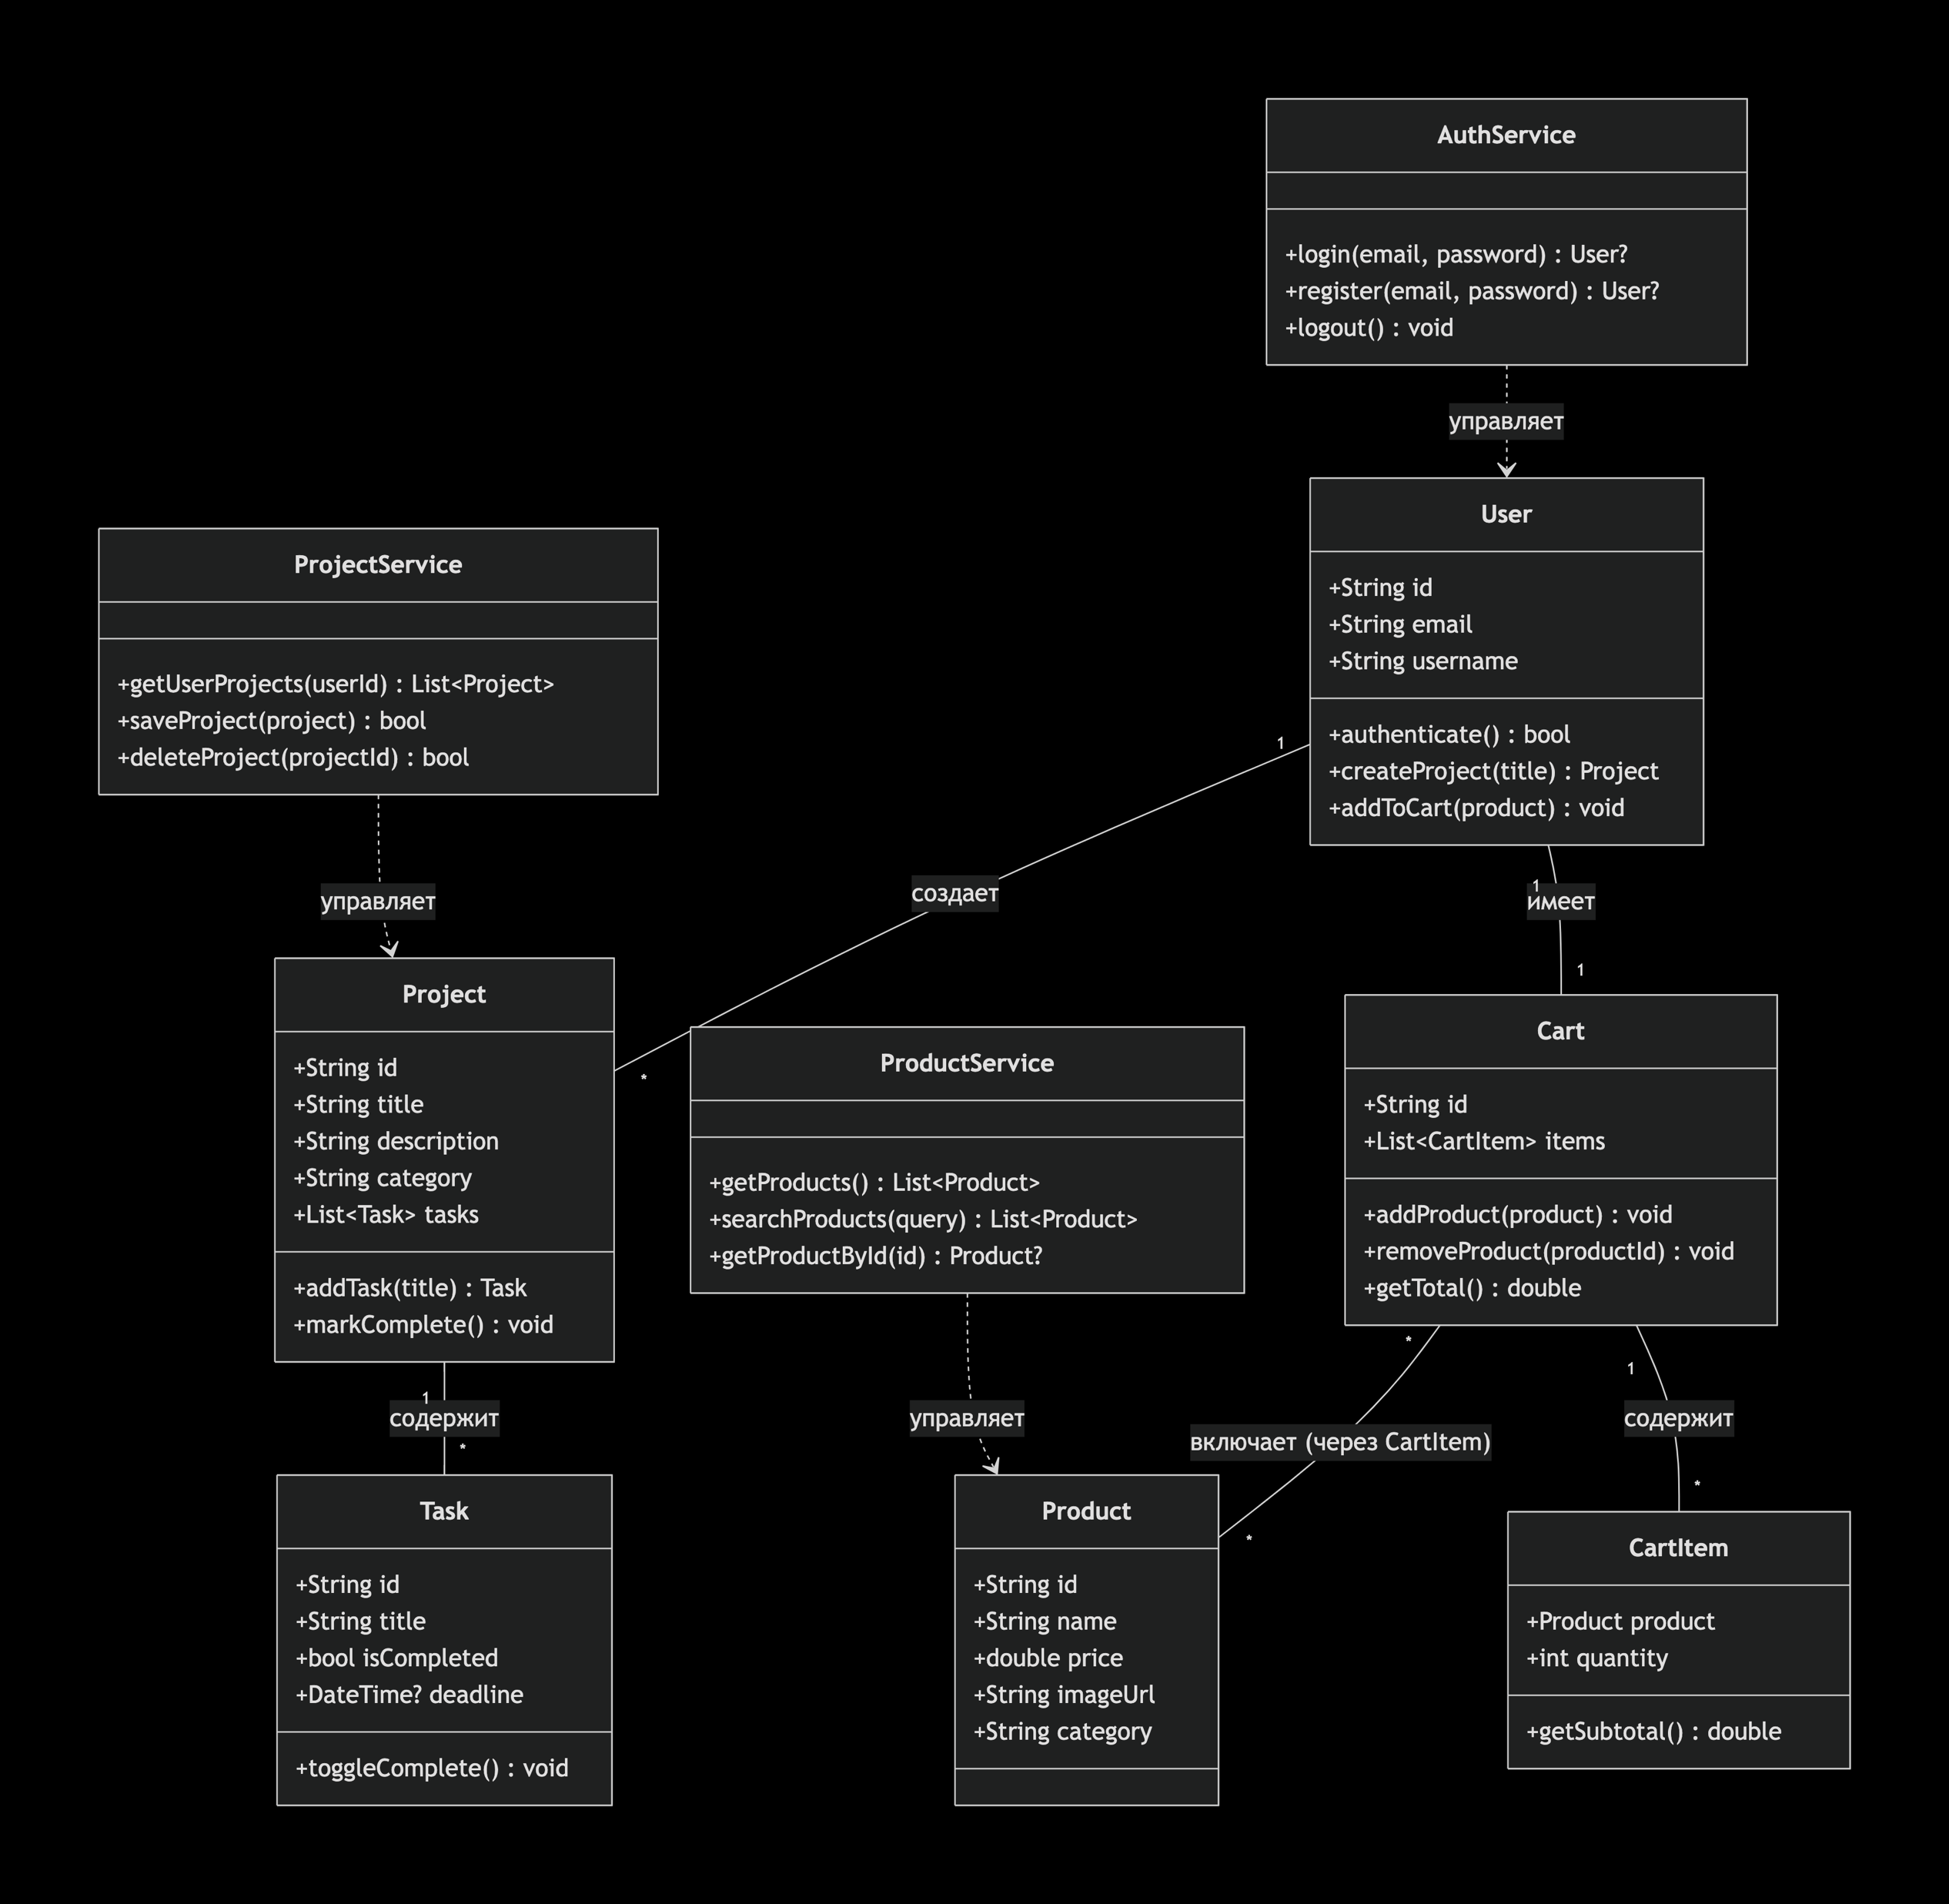 AuthService
+login(email, password) : User?
+register(email, password) : User?
+logout() : void
управляет
User
+String id
+String email
+String username
+authenticate() : bool
+createProject(title) : Project
+addToCart(product) : void
ProjectService
+getUserProjects(userId) : List<Project>
+saveProject(project) : bool
+deleteProject(projectId) : bool
управляет
1
создает
*
1
имеет
1
Project
+String id
+String title
+String description
+String category
+List<Task> tasks
+addTask(title) : Task
+markComplete() : void
ProductService
+getProducts() : List<Product>
+searchProducts(query) : List<Product>
+getProductById(id) : Product?
Cart
+String id
+List<CartItem> items
+addProduct(product) : void
+removeProduct(productId) : void
+getTotal() : double
1
содержит
*
управляет
*
включает (через CartItem)
*
1
содержит
*
Task
+String id
+String title
+bool isCompleted
+DateTime? deadline
+toggleComplete() : void
Product
+String id
+String name
+double price
+String imageUrl
+String category
CartItem
+Product product
+int quantity
+getSubtotal() : double